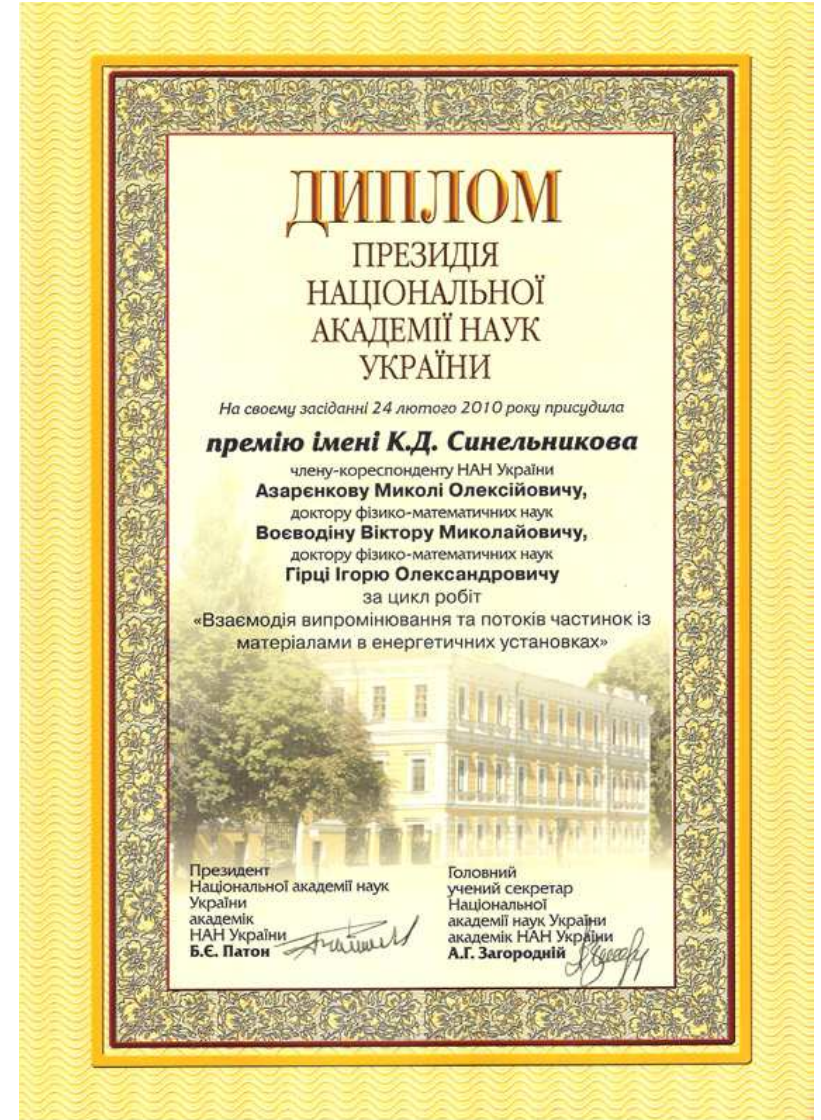 ДИПЛОМ
ПРЕЗИДІЯ
НАЦІОНАЛЬНОЇ
АКАДЕМІЇ НАУК
УКРАЇНИ
На своєму засіданні 24 лютого 2010 року присудила
премію імені К.Д. Синельникова
члену-кореспонденту НАН України
Азарєнкову Миколі Олексійовичу,
доктору фізико-математичних наук
Воєводіну Віктору Миколайовичу,
доктору фізико-математичних наук
Гірці Ігорю Олександровичу
за цикл робіт
«Взаємодія випромінювання та потоків частинок із
матеріалами в енергетичних установках»
Президент
Національної академії наук
України
академік
НАН України
Б.Є. Патон
Головний
учений секретар
Національної
академії наук України
академік НАН України
А.Г. Загородній